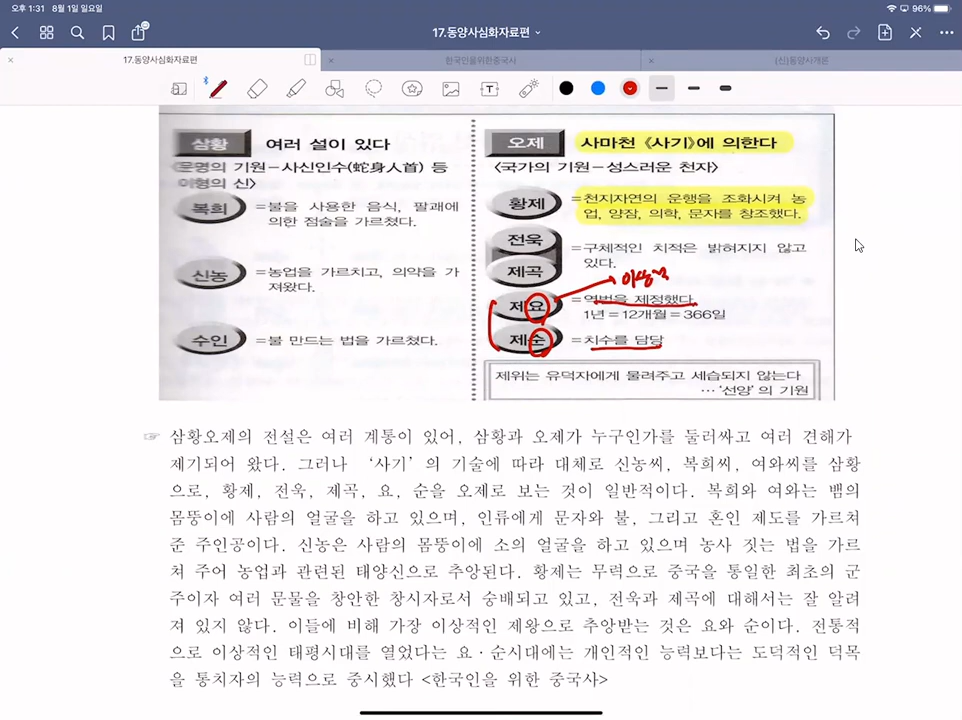 오후 1:31 8월 1일 일요일
96%
17.동양사심화자료편
17.동양사심화자료편
한국인을위한중국사
(신)동양사개론
삼황 여러 설이 있다
<문명의 기원-사신인수(蛇身人首) 등
이형의 신>
복희 =불을 사용한 음식, 팔괘에
의한 점술을 가르쳤다.
신농 =농업을 가르치고, 의약을 가
져왔다.
수인 =불 만드는 법을 가르쳤다.
오제 사마천 《사기》에 의한다
<국가의 기원-성스러운 천자>
황제 =천지자연의 운행을 조화시켜 농
업, 양잠, 의학, 문자를 창조했다.
전욱
제곡
=구체적인 치적은 밝혀지지 않고
있다.
제요 =역법을 제정했다.
1년=12개월=366일
제순 =치수를 담당
제위는 유덕자에게 물려주고 세습되지 않는다
…'선양'의 기원
☞ 삼황오제의 전설은 여러 계통이 있어, 삼황과 오제가 누구인가를 둘러싸고 여러 견해가
제기되어 왔다. 그러나 '사기'의 기술에 따라 대체로 신농씨, 복희씨, 여와씨를 삼황
으로, 황제, 전욱, 제곡, 요, 순을 오제로 보는 것이 일반적이다. 복희와 여와는 뱀의
몸뚱이에 사람의 얼굴을 하고 있으며, 인류에게 문자와 불, 그리고 혼인 제도를 가르쳐
준 주인공이다. 신농은 사람의 몸뚱이에 소의 얼굴을 하고 있으며 농사 짓는 법을 가르
쳐 주어 농업과 관련된 태양신으로 추앙된다. 황제는 무력으로 중국을 통일한 최초의 군
주이자 여러 문물을 창안한 창시자로서 숭배되고 있고, 전욱과 제곡에 대해서는 잘 알려
져 있지 않다. 이들에 비해 가장 이상적인 제왕으로 추앙받는 것은 요와 순이다. 전통적
으로 이상적인 태평시대를 열었다는 요·순시대에는 개인적인 능력보다는 도덕적인 덕목
을 통치자의 능력으로 중시했다 <한국인을 위한 중국사>